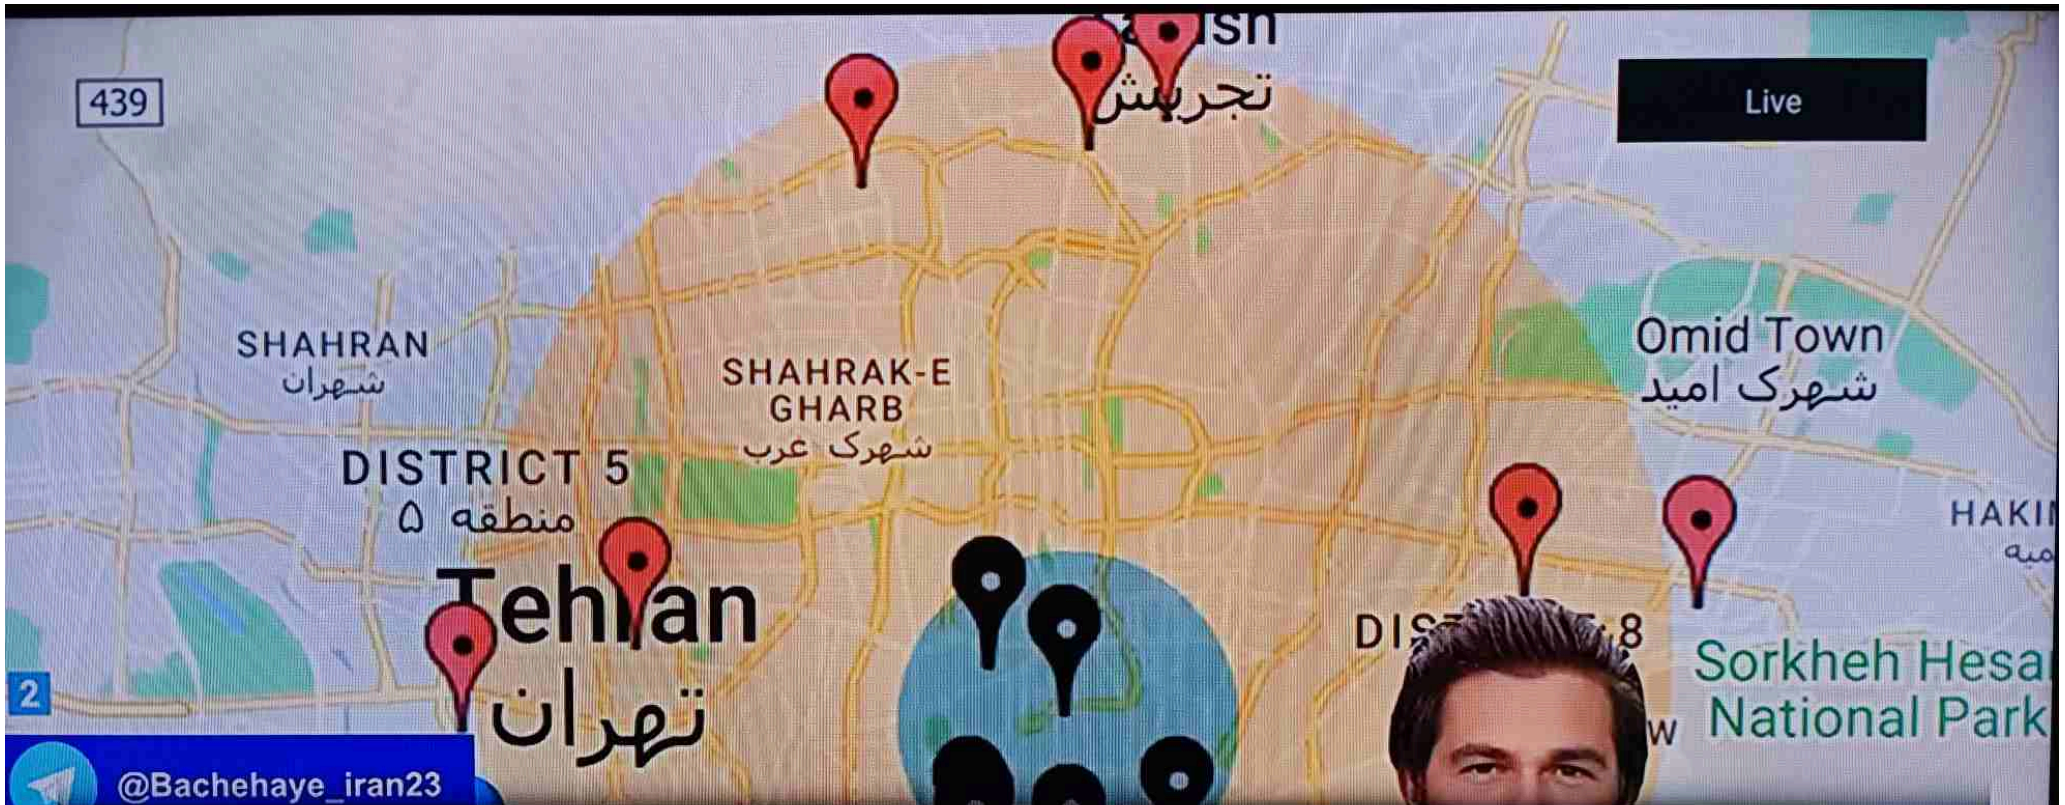 تجریش
439
Live
SHAHRAN
شهران
SHAHRAK-E
GHARB
شهرک غرب
Omid Town
شهرک امید
DISTRICT 5
منطقه ۵
Tehran
تهران
8
Sorkheh Hesa
National Park
W
2
@Bachehaye_iran23